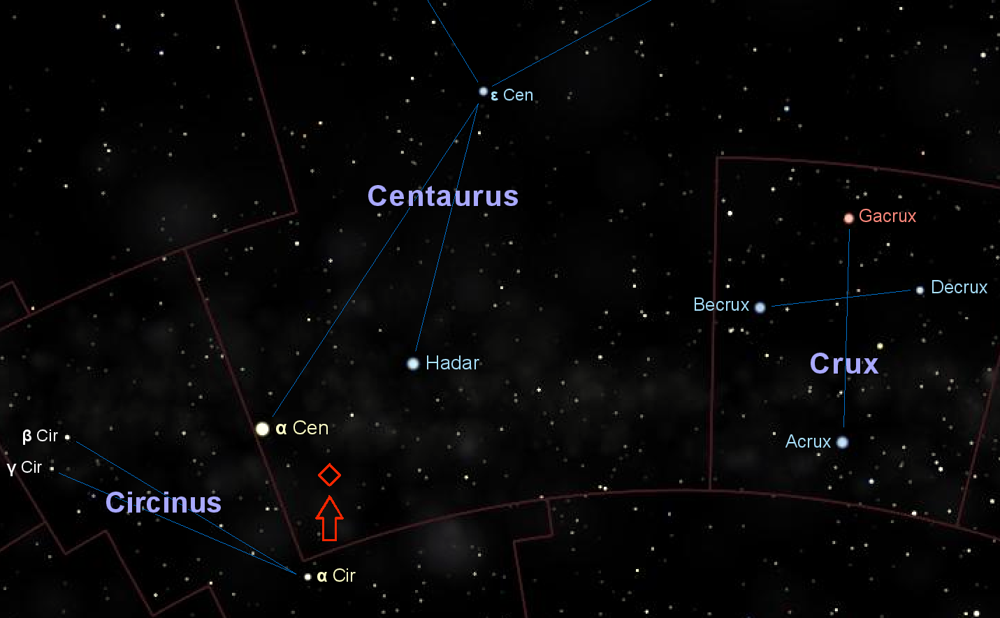 ε Cen
Centaurus
Gacrux
Decrux
Becrux
Hadar
Crux
α Cen
β Cir
Acrux
γ Cir
Circinus
α Cir